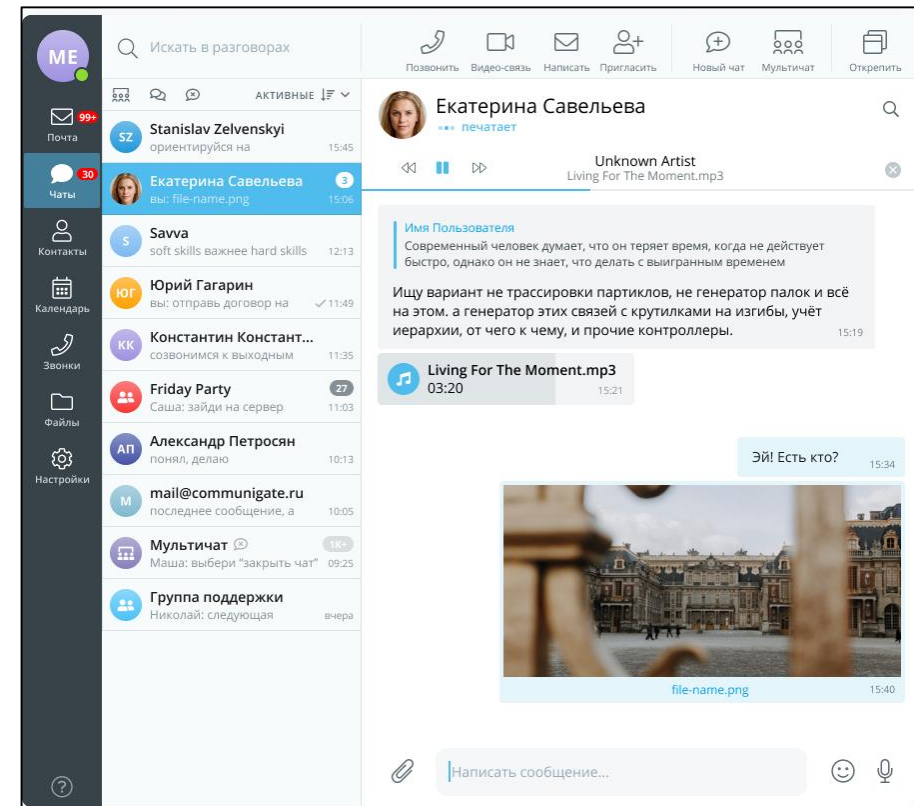 ME
99+
Почта
30
Чаты
Контакты
Календарь
Звонки
Файлы
Настройки
?
Искать в разговорах
АКТИВНЫЕ
SZ
Stanislav Zelvenskyi
ориентируйся на 15:45
Екатерина Савельева 3
вы: file-name.png 15:06
S
Savva
soft skills важнее hard skills 12:13
ЮГ
Юрий Гагарин
вы: отправь договор на 11:49
КК
Константин Констант...
созвонимся к выходным 11:35
Friday Party 27
Саша: зайди на сервер 11:03
АП
Александр Петросян
понял, делаю 10:13
M
mail@communigate.ru
последнее сообщение, а 10:05
Мультичат 1K+
Маша: выбери “закрыть чат” 09:25
Группа поддержки
Николай: следующая вчера
Позвонить Видео-связь Написать Пригласить Новый чат Мультичат Открепить
Екатерина Савельева
печатает
Unknown Artist
Living For The Moment.mp3
Имя Пользователя
Современный человек думает, что он теряет время, когда не действует
быстро, однако он не знает, что делать с выигранным временем
Ищу вариант не трассировки партиклов, не генератор палок и всё
на этом. а генератор этих связей с крутилками на изгибы, учёт
иерархии, от чего к чему, и прочие контроллеры. 15:19
Living For The Moment.mp3
03:20 15:21
Эй! Есть кто? 15:34
file-name.png 15:40
Написать сообщение...